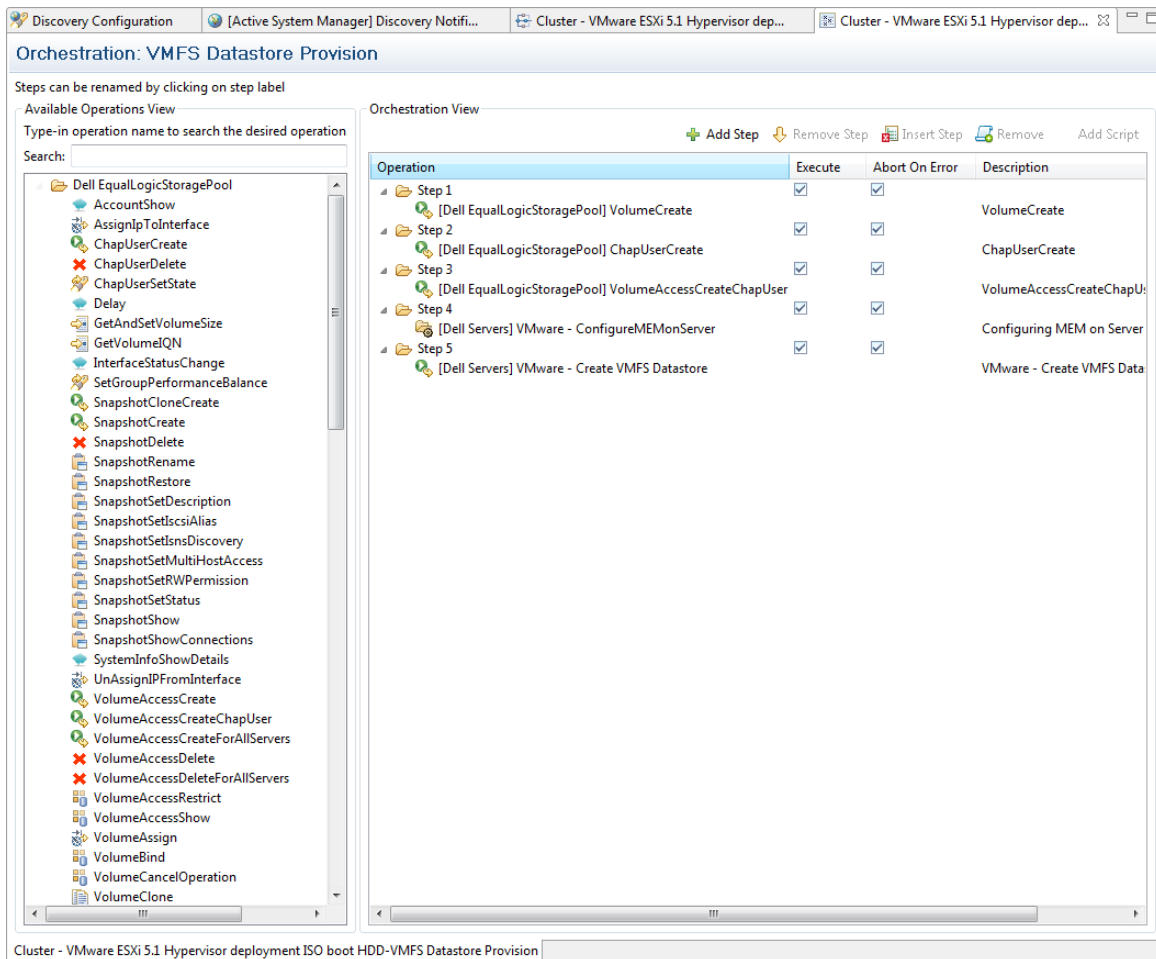 Discovery Configuration
[Active System Manager] Discovery Notifi...
Cluster - VMware ESXi 5.1 Hypervisor dep...
Cluster - VMware ESXi 5.1 Hypervisor dep...
Orchestration: VMFS Datastore Provision
Steps can be renamed by clicking on step label
Available Operations View
Type-in operation name to search the desired operation
Search:
Dell EqualLogicStoragePool
AccountShow
AssignIpToInterface
ChapUserCreate
ChapUserDelete
ChapUserSetState
Delay
GetAndSetVolumeSize
GetVolumeIQN
InterfaceStatusChange
SetGroupPerformanceBalance
SnapshotCloneCreate
SnapshotCreate
SnapshotDelete
SnapshotRename
SnapshotRestore
SnapshotSetDescription
SnapshotSetIscsiAlias
SnapshotSetIsnsDiscovery
SnapshotSetMultiHostAccess
SnapshotSetRWPermission
SnapshotSetStatus
SnapshotShow
SnapshotShowConnections
SystemInfoShowDetails
UnAssignIPFromInterface
VolumeAccessCreate
VolumeAccessCreateChapUser
VolumeAccessCreateForAllServers
VolumeAccessDelete
VolumeAccessDeleteForAllServers
VolumeAccessRestrict
VolumeAccessShow
VolumeAssign
VolumeBind
VolumeCancelOperation
VolumeClone
Orchestration View
Add Step Remove Step Insert Step Remove Add Script
Operation Execute Abort On Error Description
Step 1
[Dell EqualLogicStoragePool] VolumeCreate VolumeCreate
Step 2
[Dell EqualLogicStoragePool] ChapUserCreate ChapUserCreate
Step 3
[Dell EqualLogicStoragePool] VolumeAccessCreateChapUser VolumeAccessCreateChapU
Step 4
[Dell Servers] VMware - ConfigureMEMonServer Configuring MEM on Server
Step 5
[Dell Servers] VMware - Create VMFS Datastore VMware - Create VMFS Data
Cluster - VMware ESXi 5.1 Hypervisor deployment ISO boot HDD-VMFS Datastore Provision